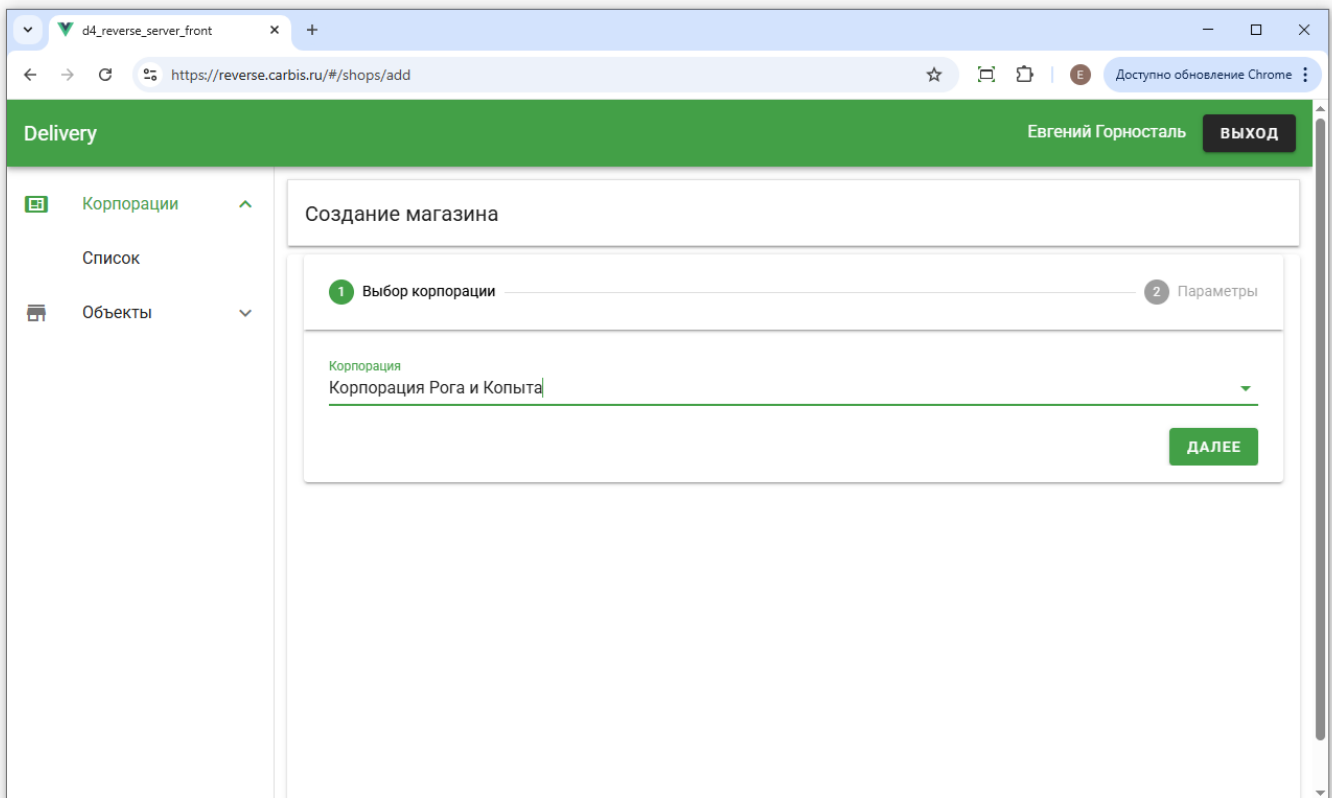 d4_reverse_server_front
https://reverse.carbis.ru/#/shops/add
E
Доступно обновление Chrome
Delivery
Евгений Горносталь
ВЫХОД
Корпорации
Список
Объекты
Создание магазина
1 Выбор корпорации
2 Параметры
Корпорация
Корпорация Рога и Копыта
ДАЛЕЕ